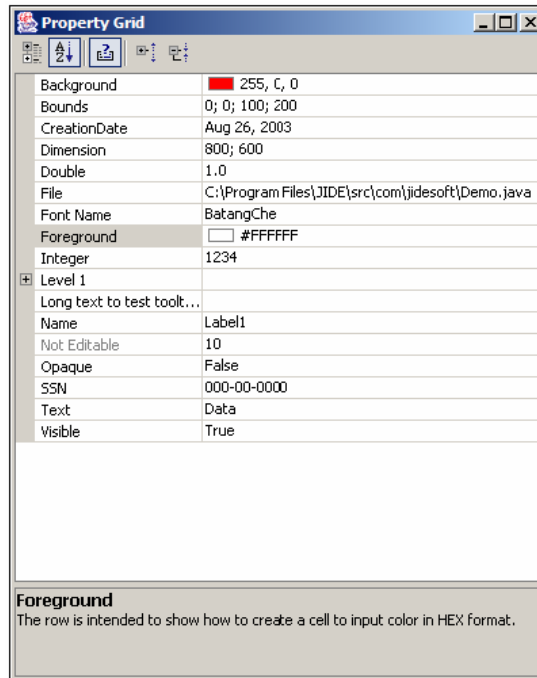 Property Grid
Background 255, 0, 0
Bounds 0; 0; 100; 200
CreationDate Aug 26, 2003
Dimension 800; 600
Double 1.0
File C:\Program Files\JIDE\src\com\jidesoft\Demo.java
Font Name BatangChe
Foreground #FFFFFF
Integer 1234
Level 1
Long text to test toolt...
Name Label1
Not Editable 10
Opaque False
SSN 000-00-0000
Text Data
Visible True
Foreground
The row is intended to show how to create a cell to input color in HEX format.